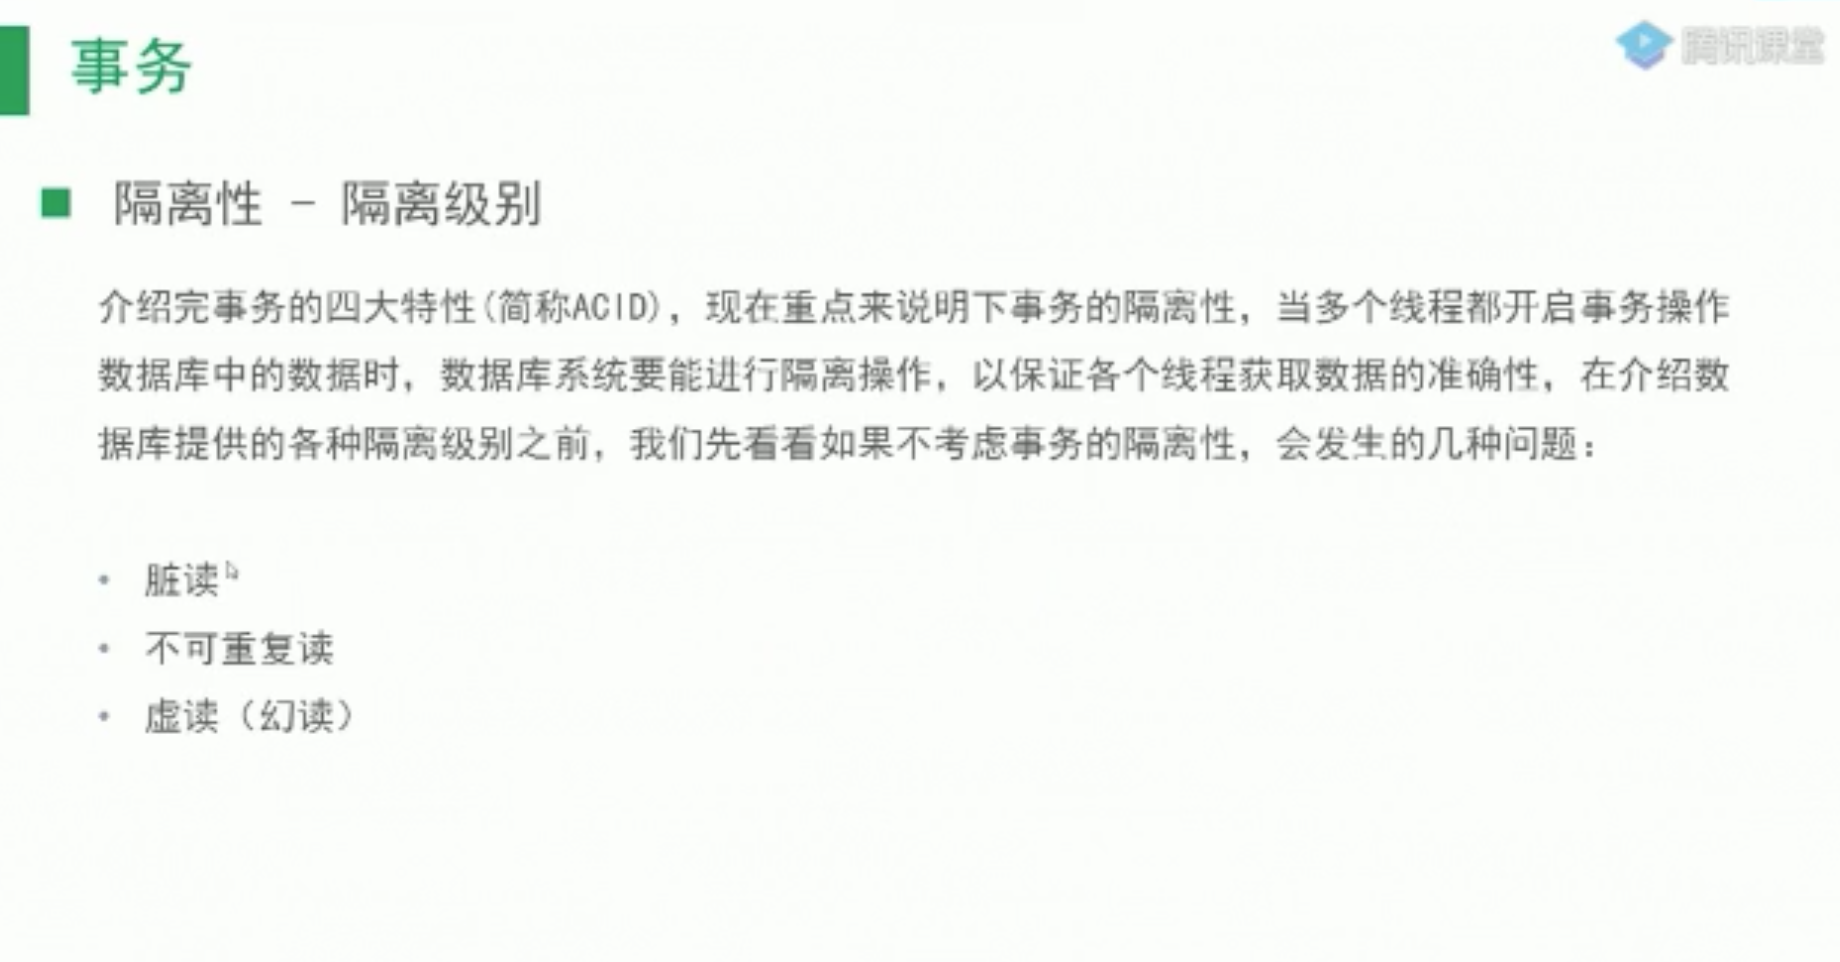 事务
腾讯课堂
隔离性 - 隔离级别
介绍完事务的四大特性(简称ACID)，现在重点来说明下事务的隔离性，当多个线程都开启事务操作
数据库中的数据时，数据库系统要能进行隔离操作，以保证各个线程获取数据的准确性，在介绍数
据库提供的各种隔离级别之前，我们先看看如果不考虑事务的隔离性，会发生的几种问题：
• 脏读
• 不可重复读
• 虚读（幻读）